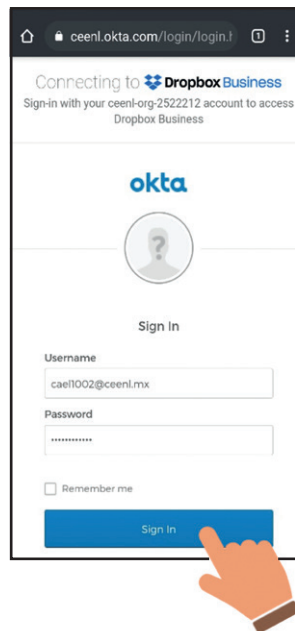 ceenl.okta.com/login/login.h
1
Connecting to Dropbox Business
Sign-in with your ceenl-org-2522212 account to access
Dropbox Business
okta
?
Sign In
Username
cael1002@ceenl.mx
Password
••••••••••••
Remember me
Sign In